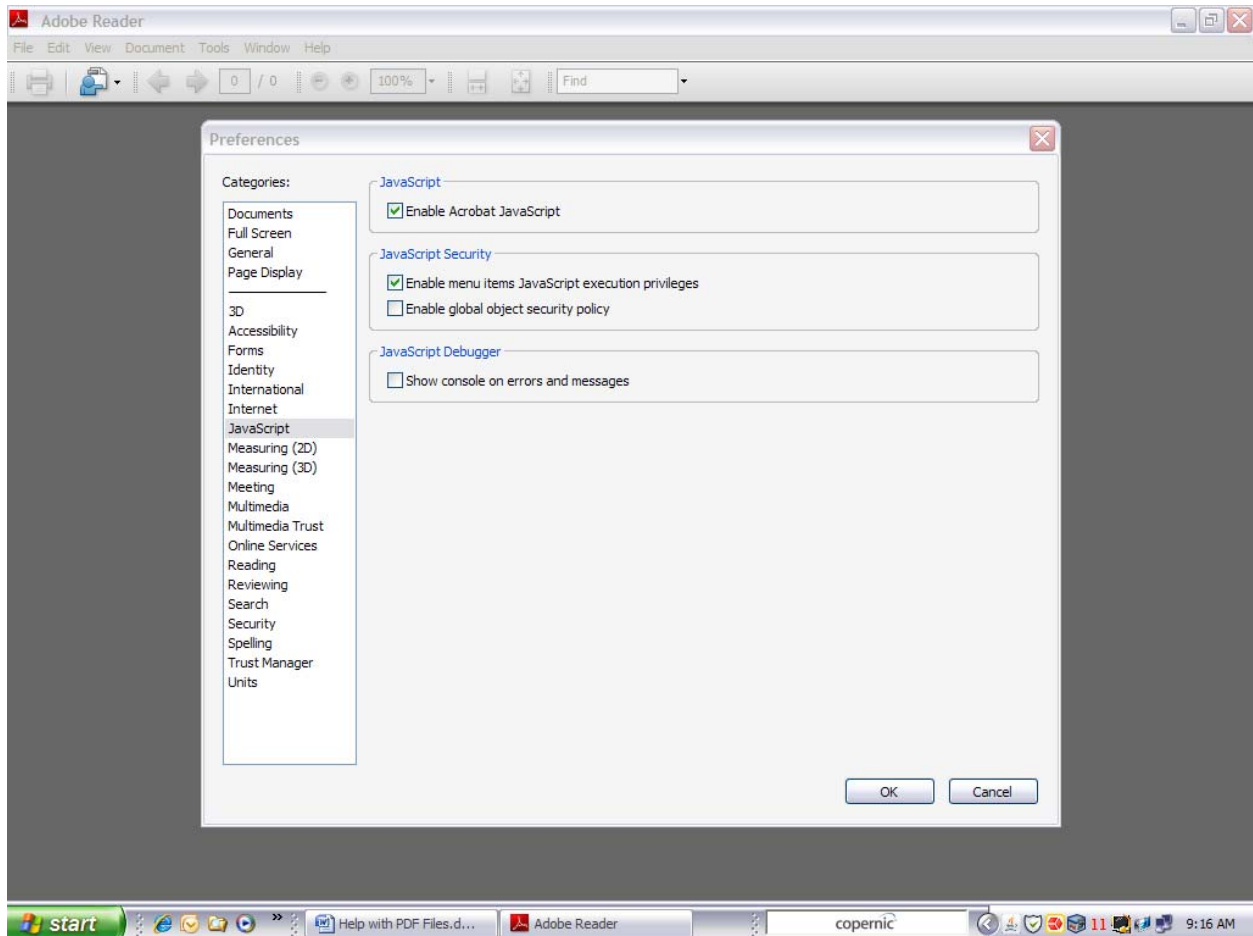 Adobe Reader
File Edit View Document Tools Window Help
0 / 0 100% Find
Preferences
Categories:
Documents
Full Screen
General
Page Display
3D
Accessibility
Forms
Identity
International
Internet
JavaScript
Measuring (2D)
Measuring (3D)
Meeting
Multimedia
Multimedia Trust
Online Services
Reading
Reviewing
Search
Security
Spelling
Trust Manager
Units
JavaScript
Enable Acrobat JavaScript
JavaScript Security
Enable menu items JavaScript execution privileges
Enable global object security policy
JavaScript Debugger
Show console on errors and messages
OK Cancel
start » Help with PDF Files.d... Adobe Reader copernic 11 9:16 AM